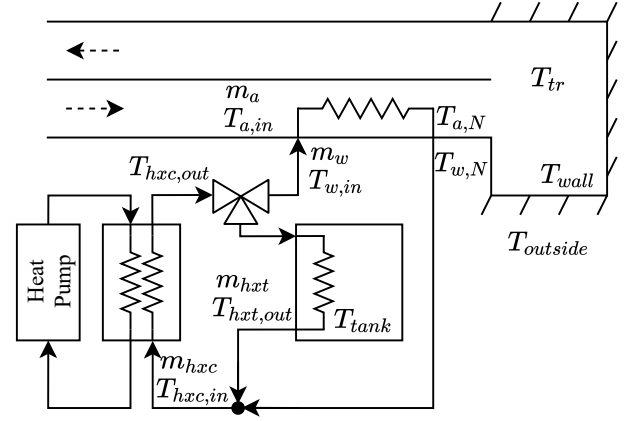 T_{tr}
m_a
T_{a,in}
T_{a,N}
m_w
T_{w,in}
T_{w,N}
T_{hxc,out}
T_{wall}
T_{outside}
Heat
Pump
m_{hxt}
T_{hxt,out}
T_{tank}
m_{hxc}
T_{hxc,in}